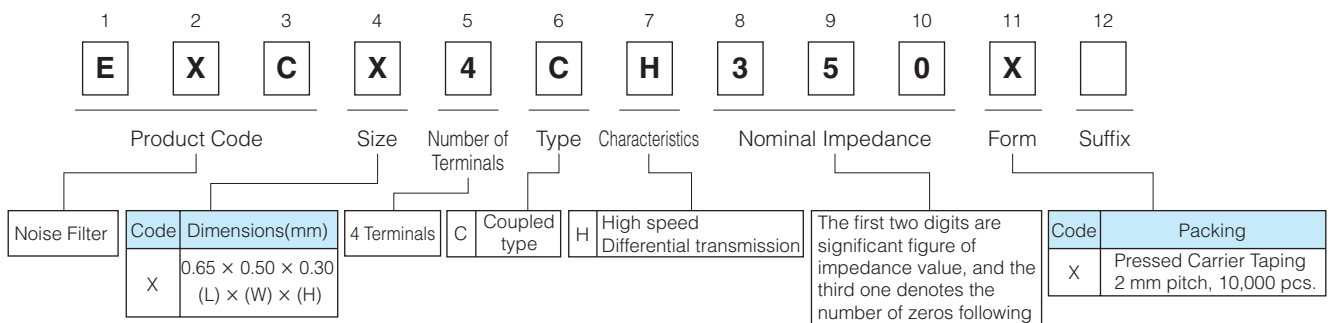 1 2 3 4 5 6 7 8 9 10 11 12
E X C X 4 C H 3 5 0 X
Product Code Size Number of Terminals Type Characteristics Nominal Impedance Form Suffix
Noise Filter
Code Dimensions(mm)
X 0.65 × 0.50 × 0.30
(L) × (W) × (H)
4 Terminals
C Coupled
type
H High speed
Differential transmission
The first two digits are
significant figure of
impedance value, and the
third one denotes the
number of zeros following
Code Packing
X Pressed Carrier Taping
2 mm pitch, 10,000 pcs.